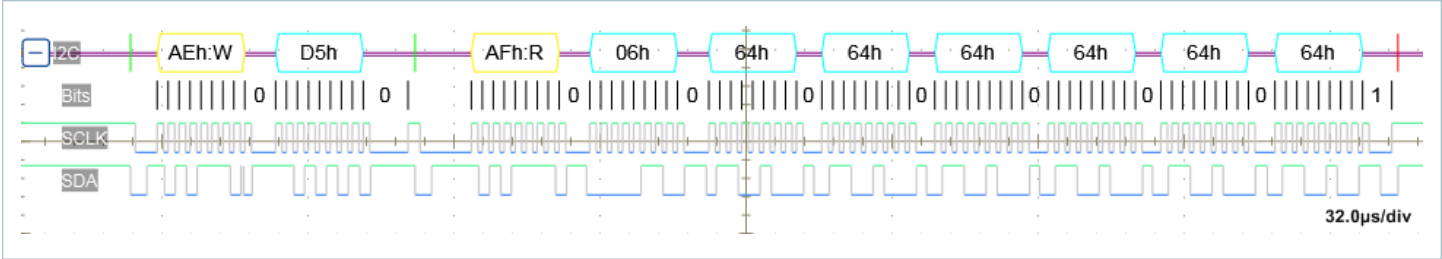 I2C AEh:W D5h AFh:R 06h 64h 64h 64h 64h 64h 64h
Bits 0 0 0 0 0 0 0 0 0 1
SCLK
SDA
32.0µs/div